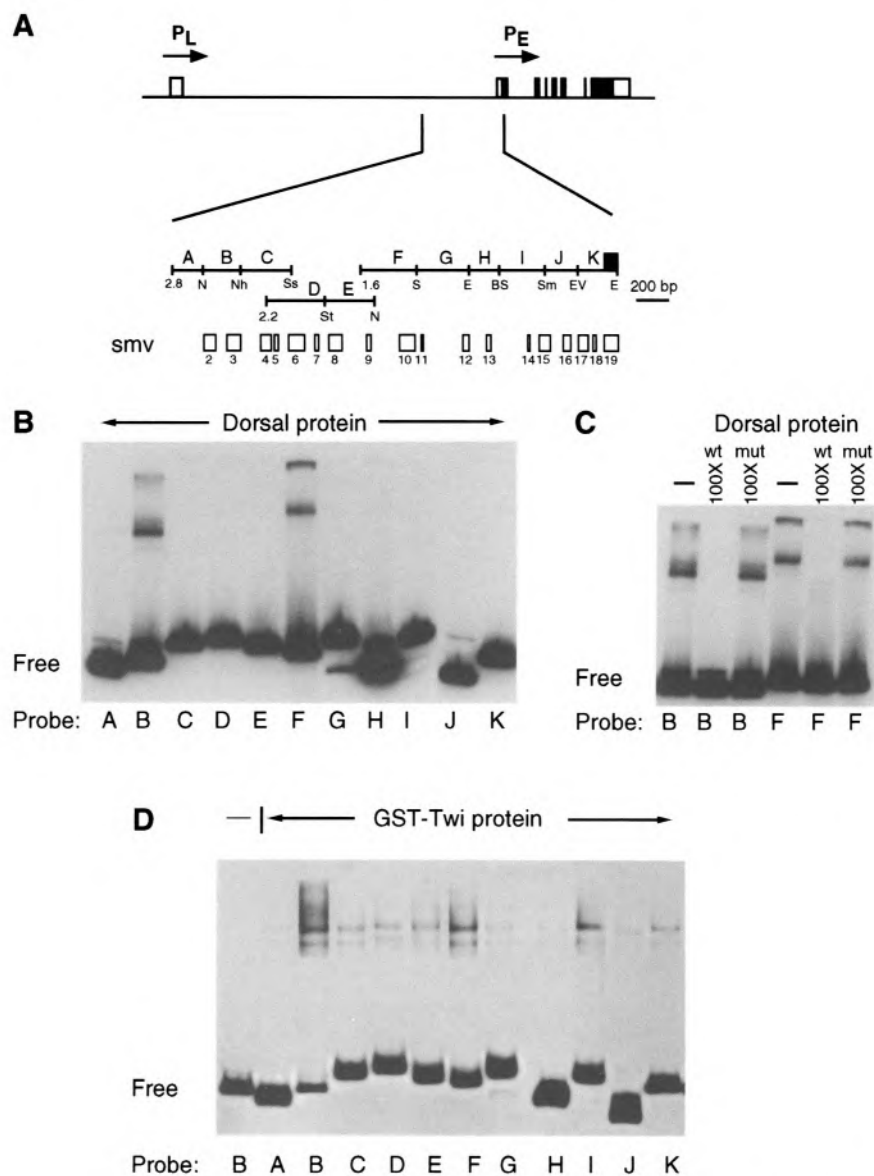 A
PL PE
A B C F G H I J K
2.8 N Nh Ss 1.6 S E BS Sm EV E 200 bp
D E
2.2 St N
smv
2 3 4 5 6 7 8 9 10 11 12 13 14 15 16 17 18 19
B
Dorsal protein
Free
Probe: A B C D E F G H I J K
C
Dorsal protein
— wt 100X mut 100X — wt 100X mut 100X
Free
Probe: B B B F F F
D
— GST-Twi protein
Free
Probe: B A B C D E F G H I J K